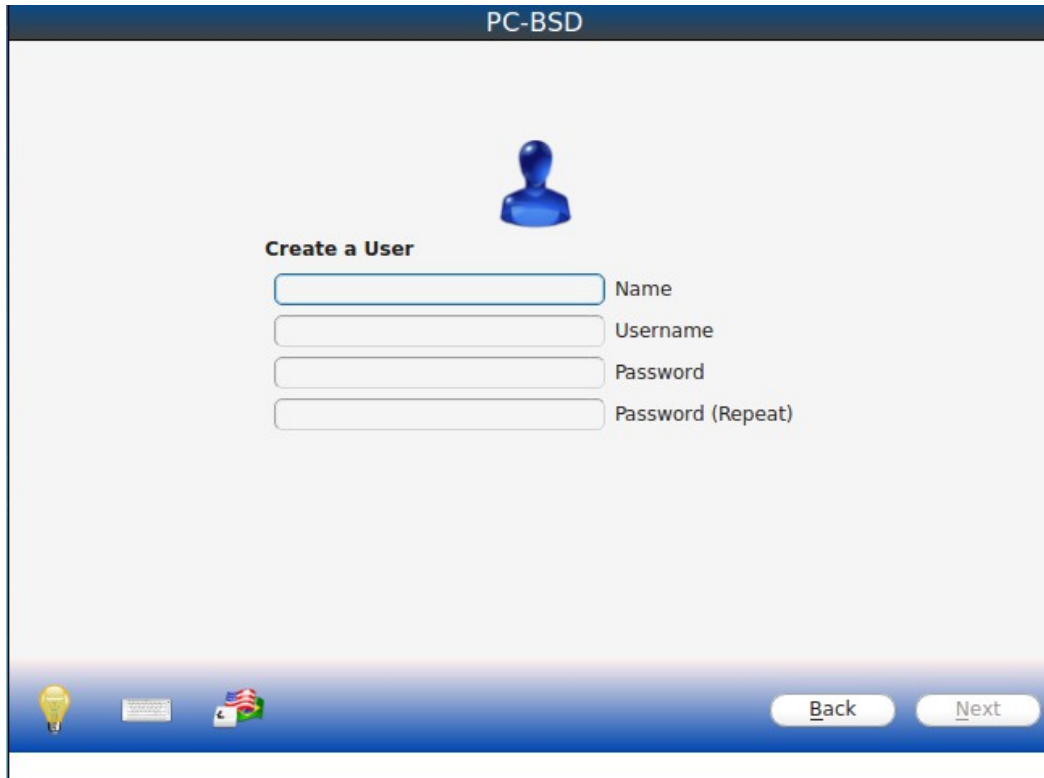 PC-BSD
Create a User
Name
Username
Password
Password (Repeat)
Back
Next